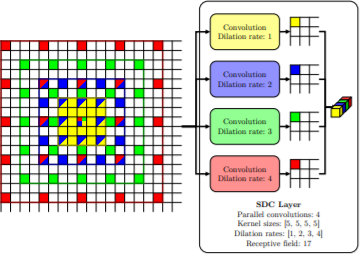 Convolution
Dilation rate: 1
Convolution
Dilation rate: 2
Convolution
Dilation rate: 3
Convolution
Dilation rate: 4
SDC Layer
Parallel convolutions: 4
Kernel sizes: [5, 5, 5, 5]
Dilation rates: [1, 2, 3, 4]
Receptive field: 17